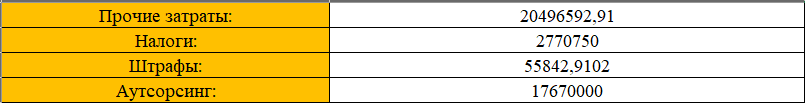 Прочие затраты: 20496592,91
Налоги: 2770750
Штрафы: 55842,9102
Аутсорсинг: 17670000